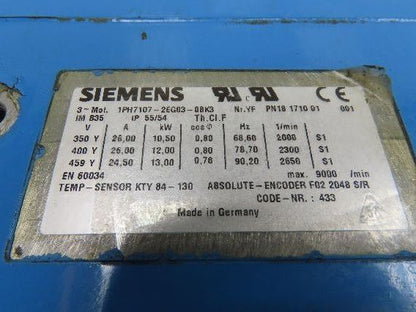 SIEMENS
3~Mot. 1PH7107-2EG03-0BK3 Nr.YF PN18 1710 01 001
IM B35 IP 55/54 Th.Cl.F
V A kW cosΦ Hz 1/min
350 Y 26,00 10,50 0,80 68,60 2000 S1
400 Y 26,00 12,00 0,80 78,70 2300 S1
459 Y 24,50 13,00 0,78 90,20 2650 S1
EN 60034 max. 9000 /min
TEMP-SENSOR KTY 84-130 ABSOLUTE-ENCODER F02 2048 S/R
CODE-NR.: 433
Made in Germany